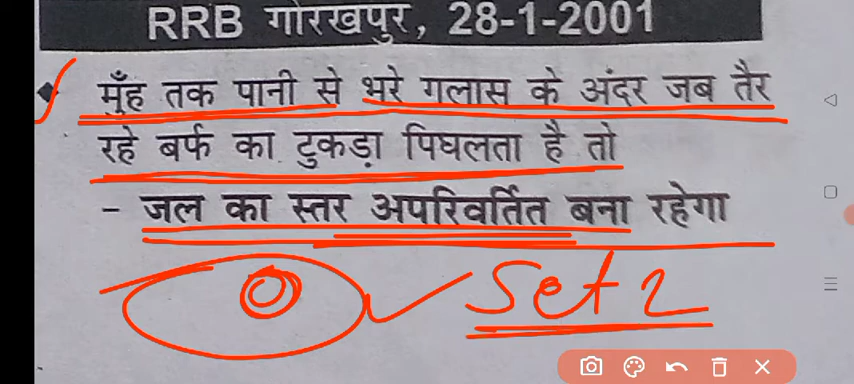 RRB गोरखपुर, 28-1-2001
मुँह तक पानी से भरे गलास के अंदर जब तैर
रहे बर्फ का टुकड़ा पिघलता है तो
- जल का स्तर अपरिवर्तित बना रहेगा
Set 2